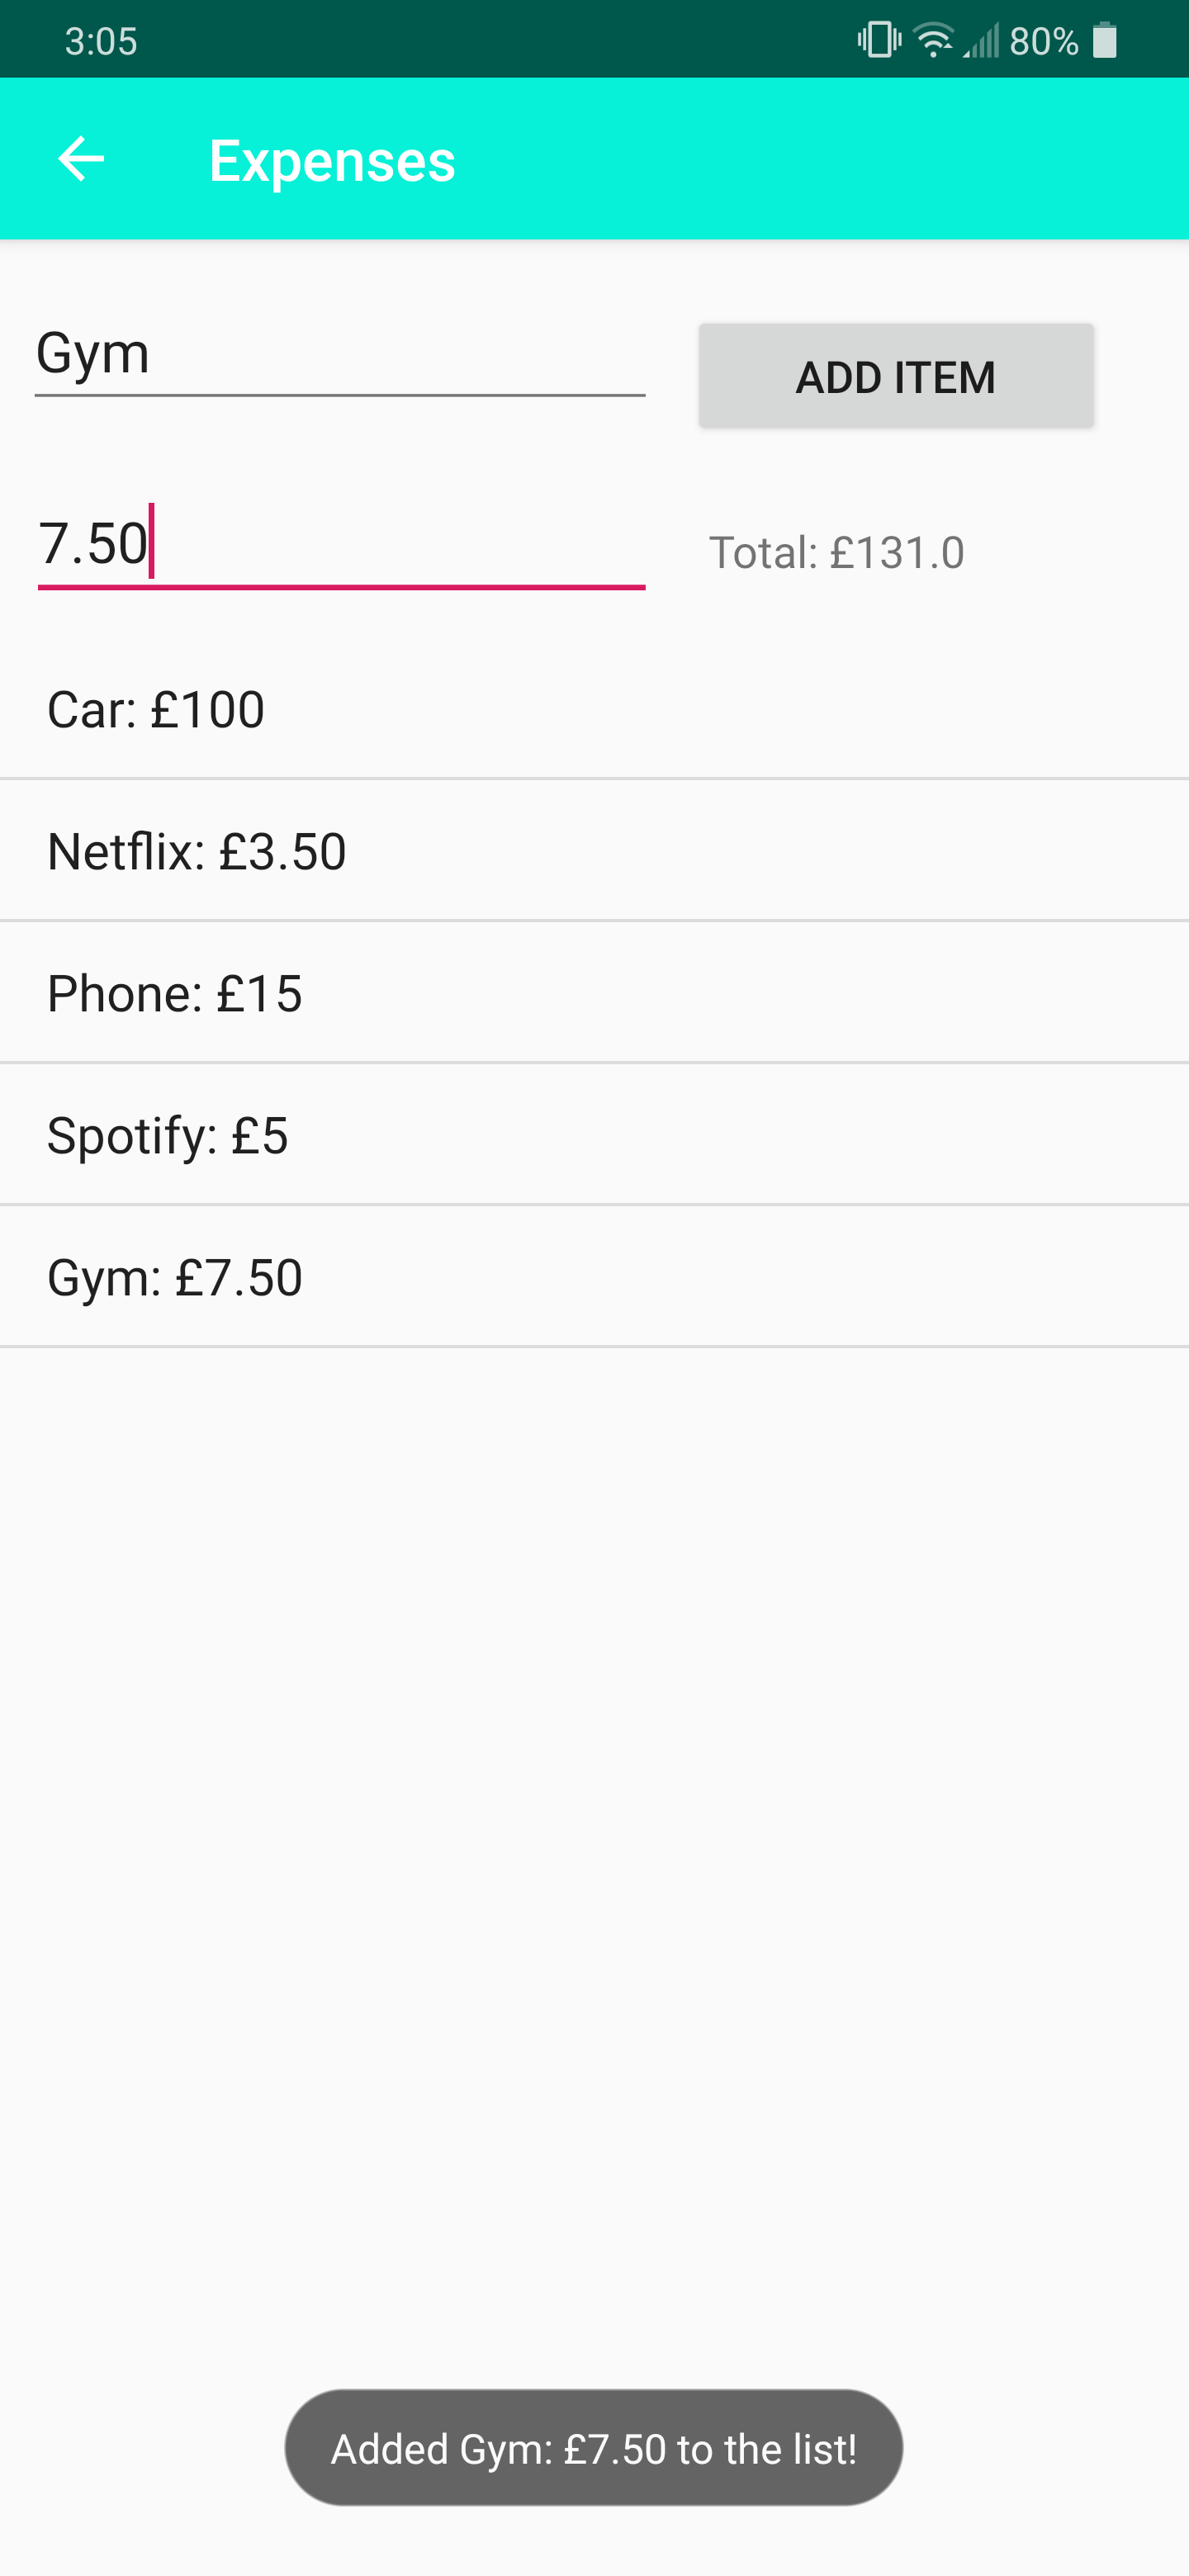 3:05
80%
Expenses
Gym
ADD ITEM
7.50
Total: £131.0
Car: £100
Netflix: £3.50
Phone: £15
Spotify: £5
Gym: £7.50
Added Gym: £7.50 to the list!